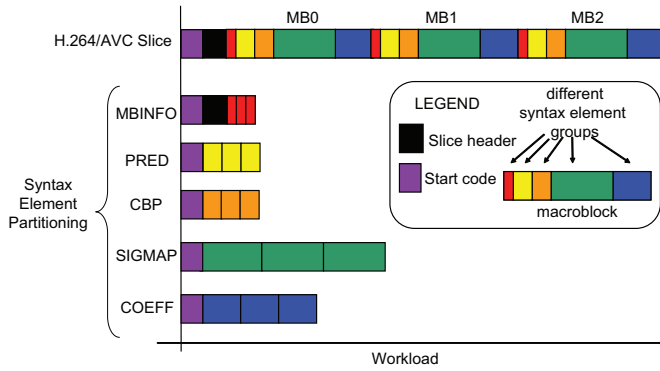 MB0 MB1 MB2
H.264/AVC Slice
MBINFO
PRED
CBP
SIGMAP
COEFF
Syntax
Element
Partitioning
LEGEND
Slice header
Start code
different
syntax element
groups
macroblock
Workload